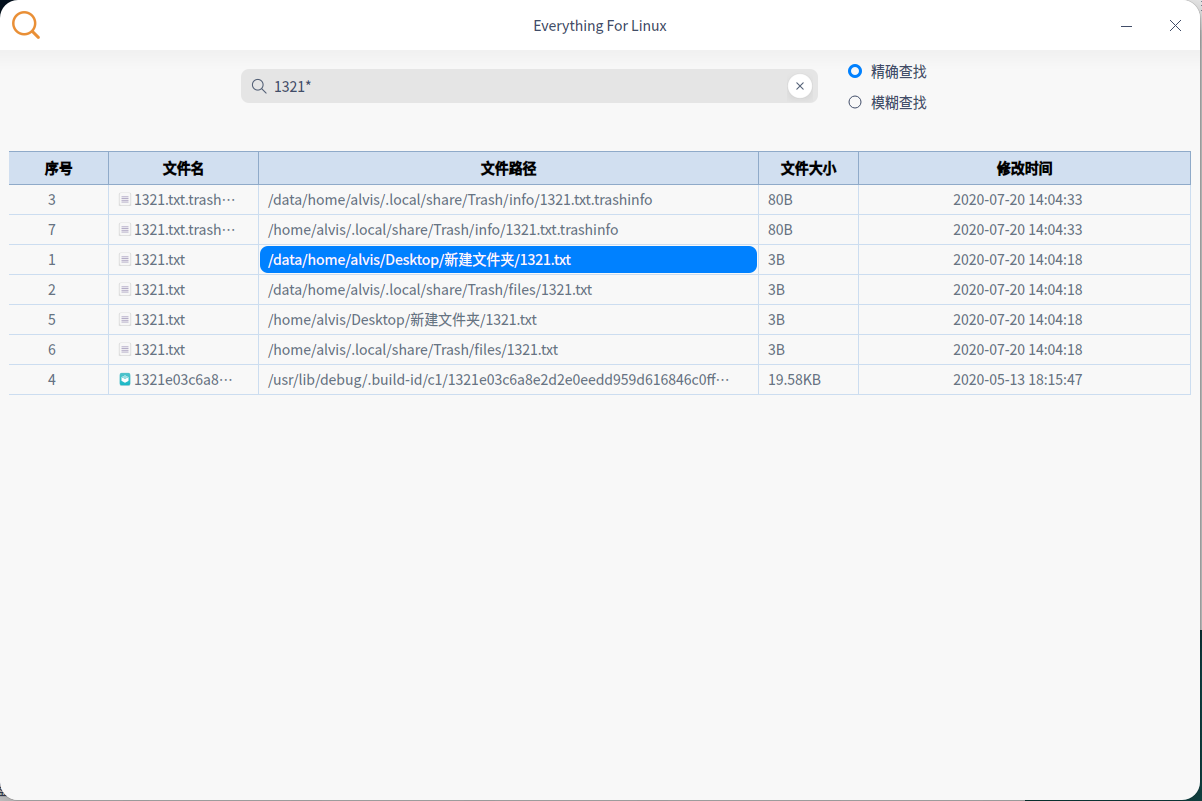 Everything For Linux
1321*
精确查找
模糊查找
序号 文件名 文件路径 文件大小 修改时间
3 1321.txt.trash··· /data/home/alvis/.local/share/Trash/info/1321.txt.trashinfo 80B 2020-07-20 14:04:33
7 1321.txt.trash··· /home/alvis/.local/share/Trash/info/1321.txt.trashinfo 80B 2020-07-20 14:04:33
1 1321.txt /data/home/alvis/Desktop/新建文件夹/1321.txt 3B 2020-07-20 14:04:18
2 1321.txt /data/home/alvis/.local/share/Trash/files/1321.txt 3B 2020-07-20 14:04:18
5 1321.txt /home/alvis/Desktop/新建文件夹/1321.txt 3B 2020-07-20 14:04:18
6 1321.txt /home/alvis/.local/share/Trash/files/1321.txt 3B 2020-07-20 14:04:18
4 1321e03c6a8··· /usr/lib/debug/.build-id/c1/1321e03c6a8e2d2e0eedd959d616846c0ff··· 19.58KB 2020-05-13 18:15:47